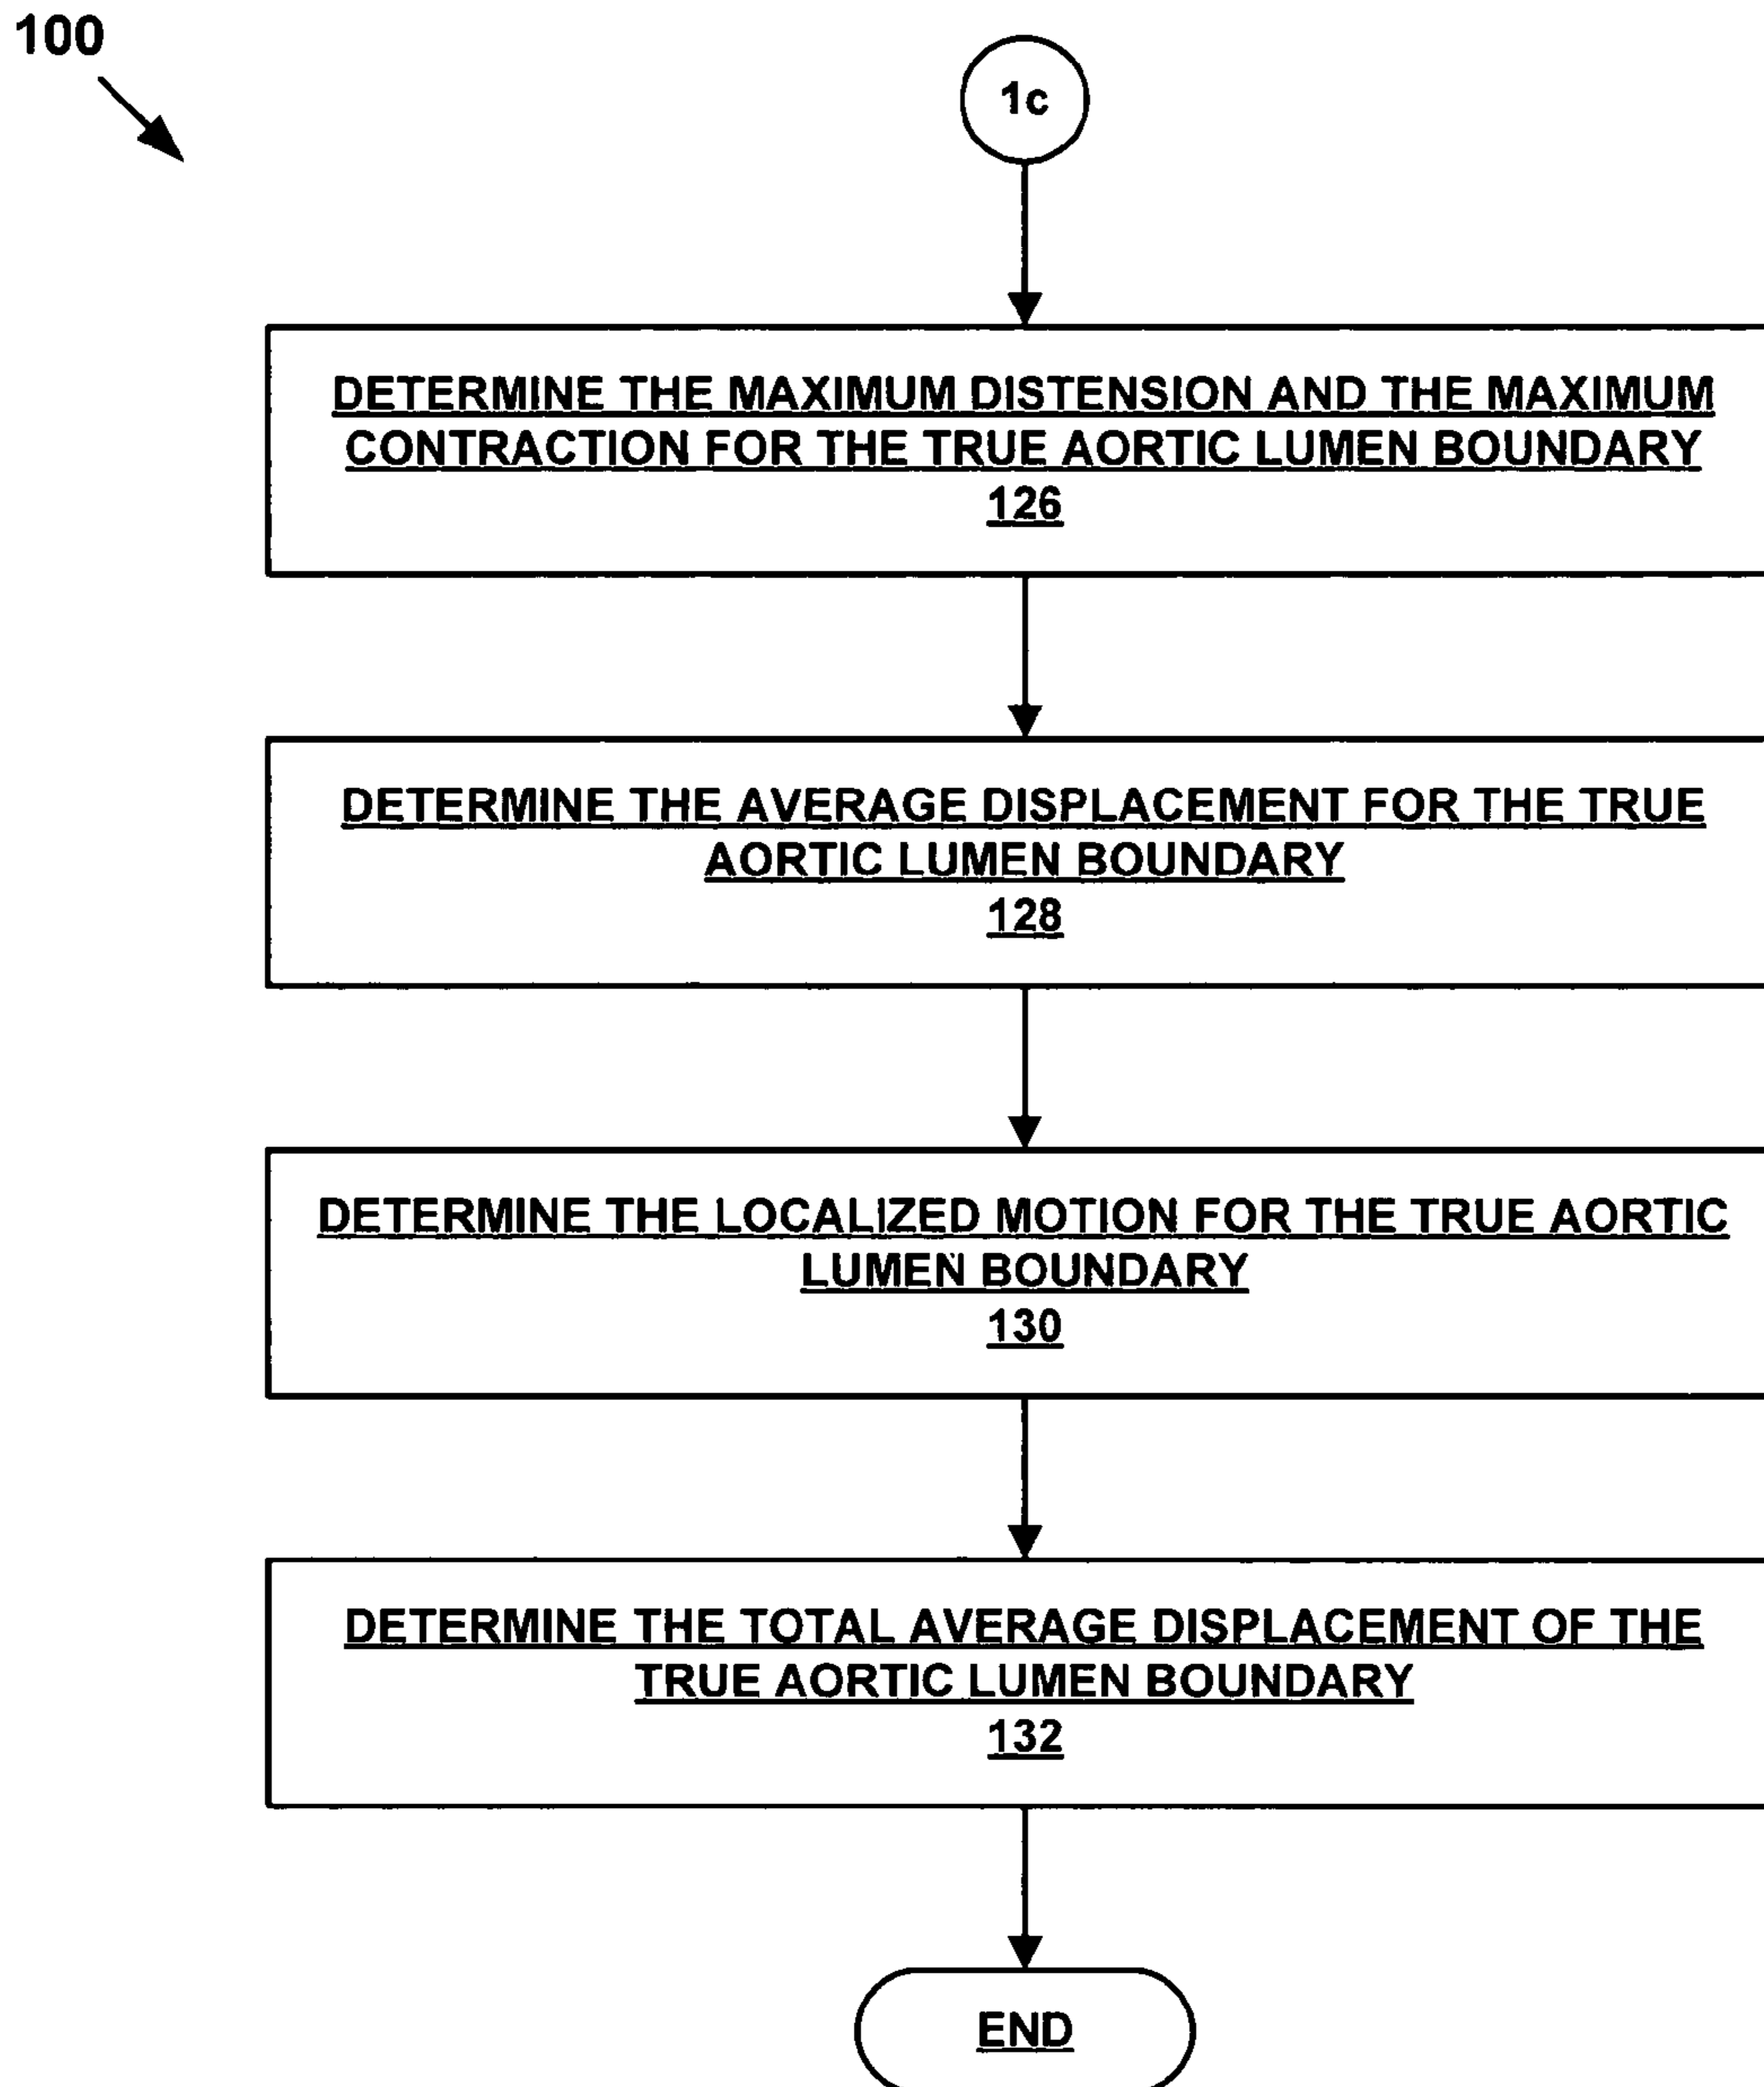 100
1c
DETERMINE THE MAXIMUM DISTENSION AND THE MAXIMUM
CONTRACTION FOR THE TRUE AORTIC LUMEN BOUNDARY
126
DETERMINE THE AVERAGE DISPLACEMENT FOR THE TRUE
AORTIC LUMEN BOUNDARY
128
DETERMINE THE LOCALIZED MOTION FOR THE TRUE AORTIC
LUMEN BOUNDARY
130
DETERMINE THE TOTAL AVERAGE DISPLACEMENT OF THE
TRUE AORTIC LUMEN BOUNDARY
132
END